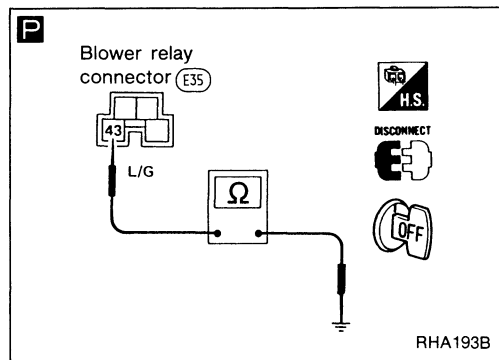 P
Blower relay
connector E35
43
L/G
Ω
H.S.
DISCONNECT
OFF
RHA193B